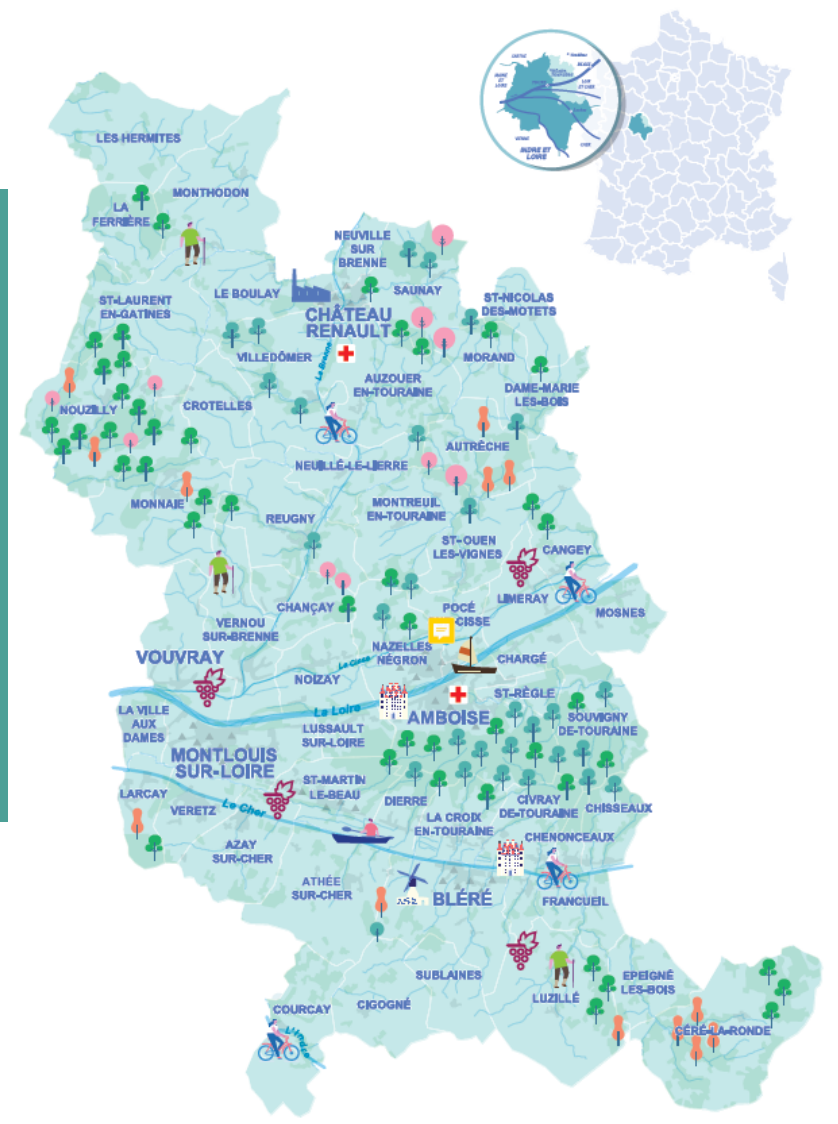 INDRE ET
LOIRE
LES HERMITES
MONTHODON
LA
FERRIÈRE
NEUVILLE
SUR
BRENNE
LE BOULAY
SAUNAY
ST-LAURENT
EN-GATINES
ST-NICOLAS
DES-MOTETS
CHÂTEAU
RENAULT
La Brenne
VILLEDÔMER
MORAND
AUZOUER
EN-TOURAINE
DAME-MARIE
LES-BOIS
NOUZILLY
CROTELLES
AUTRÊCHE
NEUILLÉ-LE-LIERRE
MONNAIE
MONTREUIL
EN-TOURAINE
REUGNY
ST-OUEN
LES-VIGNES
CANGEY
LIMERAY
CHANÇAY
POCÉ
CISSE
MOSNES
VERNOU
SUR-BRENNE
NAZELLES
NÉGRON
VOUVRAY
La Cisse
CHARGÉ
NOIZAY
ST-RÈGLE
LA VILLE
AUX
DAMES
La Loire
AMBOISE
SOUVIGNY
DE-TOURAINE
LUSSAULT
SUR-LOIRE
MONTLOUIS
SUR-LOIRE
ST-MARTIN
LE-BEAU
LARCAY
VERETZ
Le Cher
DIERRE
CIVRAY
DE-TOURAINE
CHISSEAUX
LA CROIX
EN-TOURAINE
CHENONCEAUX
AZAY
SUR-CHER
ATHÉE
SUR-CHER
BLÉRÉ
FRANCUEIL
SUBLAINES
EPEIGNÉ
LES-BOIS
LUZILLÉ
COURCAY
CIGOGNÉ
L'Indre
CÉRÉ-LA-RONDE